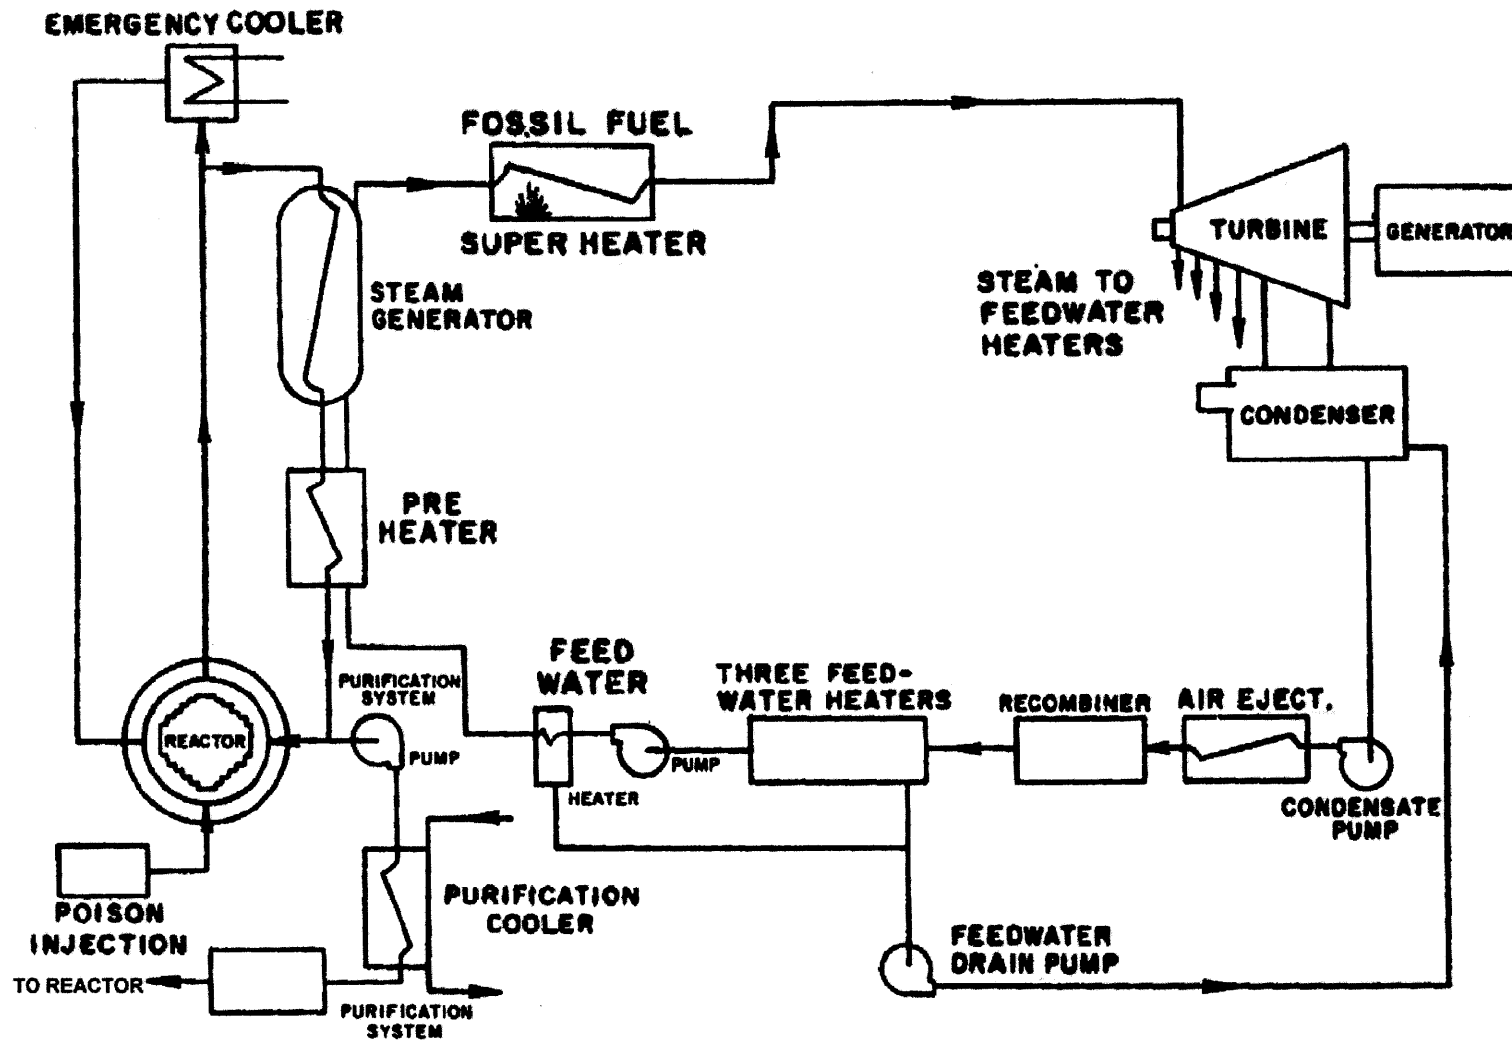 EMERGENCY COOLER
FOSSIL FUEL
SUPER HEATER
STEAM
GENERATOR
TURBINE
GENERATOR
STEAM TO
FEEDWATER
HEATERS
CONDENSER
PRE
HEATER
REACTOR
PURIFICATION
SYSTEM
PUMP
FEED
WATER
HEATER
PUMP
THREE FEED-
WATER HEATERS
RECOMBINER
AIR EJECT.
CONDENSATE
PUMP
POISON
INJECTION
PURIFICATION
COOLER
TO REACTOR
PURIFICATION
SYSTEM
FEEDWATER
DRAIN PUMP